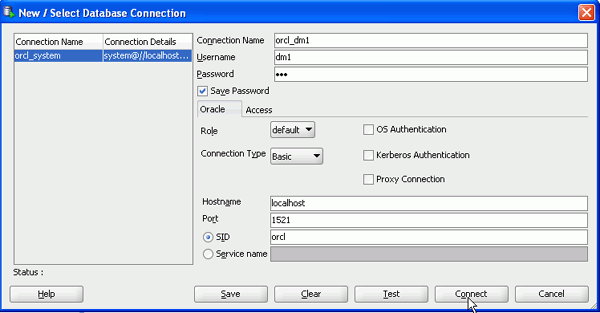 New / Select Database Connection
Connection Name Connection Details
orcl_system system@//localhost...
Connection Name orcl_dm1
Username dm1
Password •••
Save Password
Oracle Access
Role default OS Authentication
Connection Type Basic Kerberos Authentication
Proxy Connection
Hostname localhost
Port 1521
SID orcl
Service name
Status :
Help Save Clear Test Connect Cancel